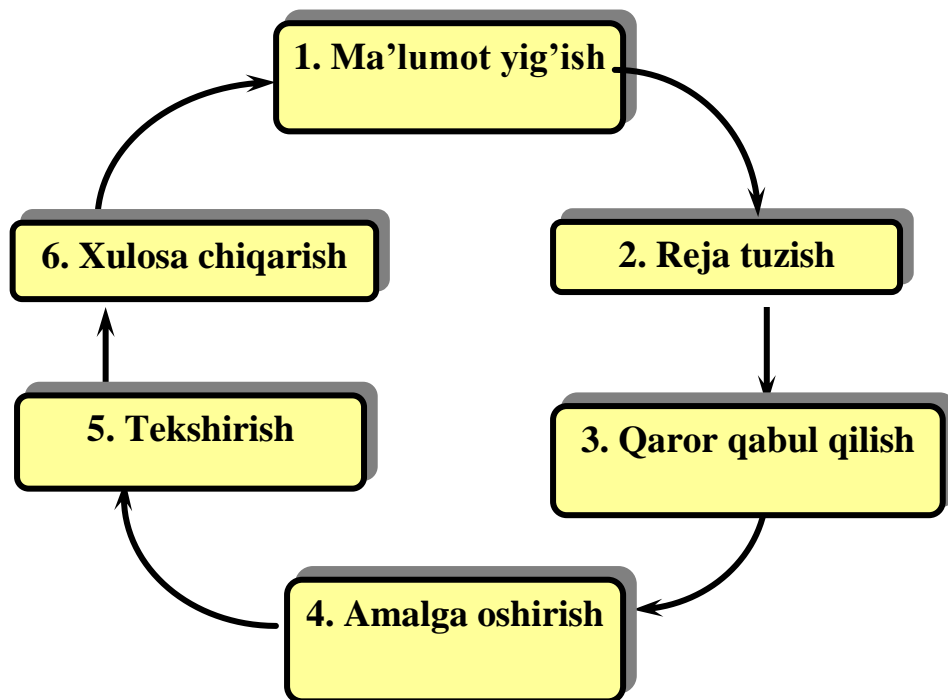 1. Ma’lumot yig’ish
2. Reja tuzish
3. Qaror qabul qilish
4. Amalga oshirish
5. Tekshirish
6. Xulosa chiqarish